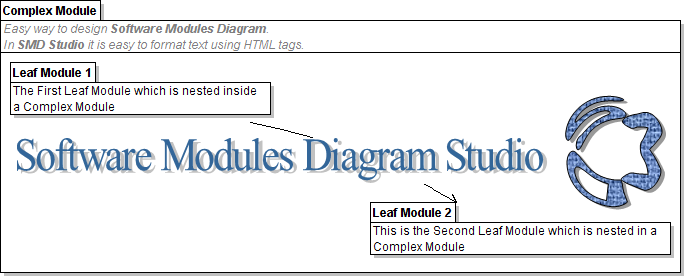 Complex Module
Easy way to design Software Modules Diagram.
In SMD Studio it is easy to format text using HTML tags.
Leaf Module 1
The First Leaf Module which is nested inside
a Complex Module
Software Modules Diagram Studio
Leaf Module 2
This is the Second Leaf Module which is nested in a
Complex Module